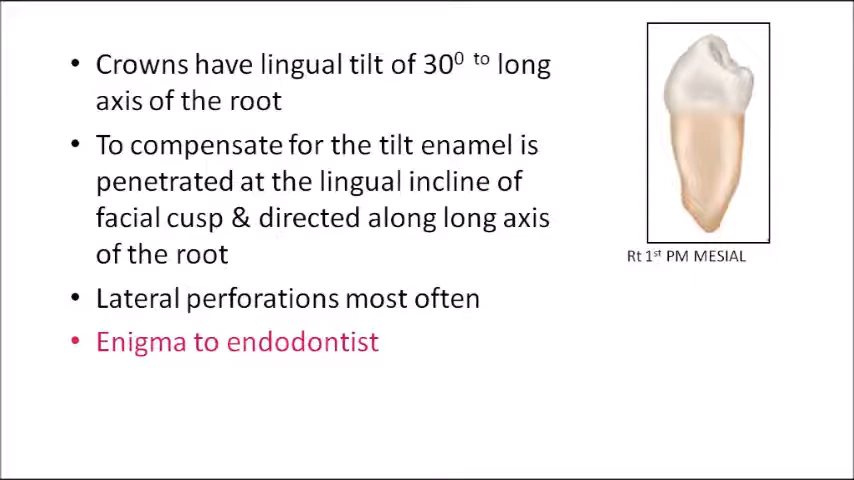 • Crowns have lingual tilt of 30⁰ ᵗᵒ long
axis of the root
• To compensate for the tilt enamel is
penetrated at the lingual incline of
facial cusp & directed along long axis
of the root
• Lateral perforations most often
• Enigma to endodontist
Rt 1ˢᵗ PM MESIAL